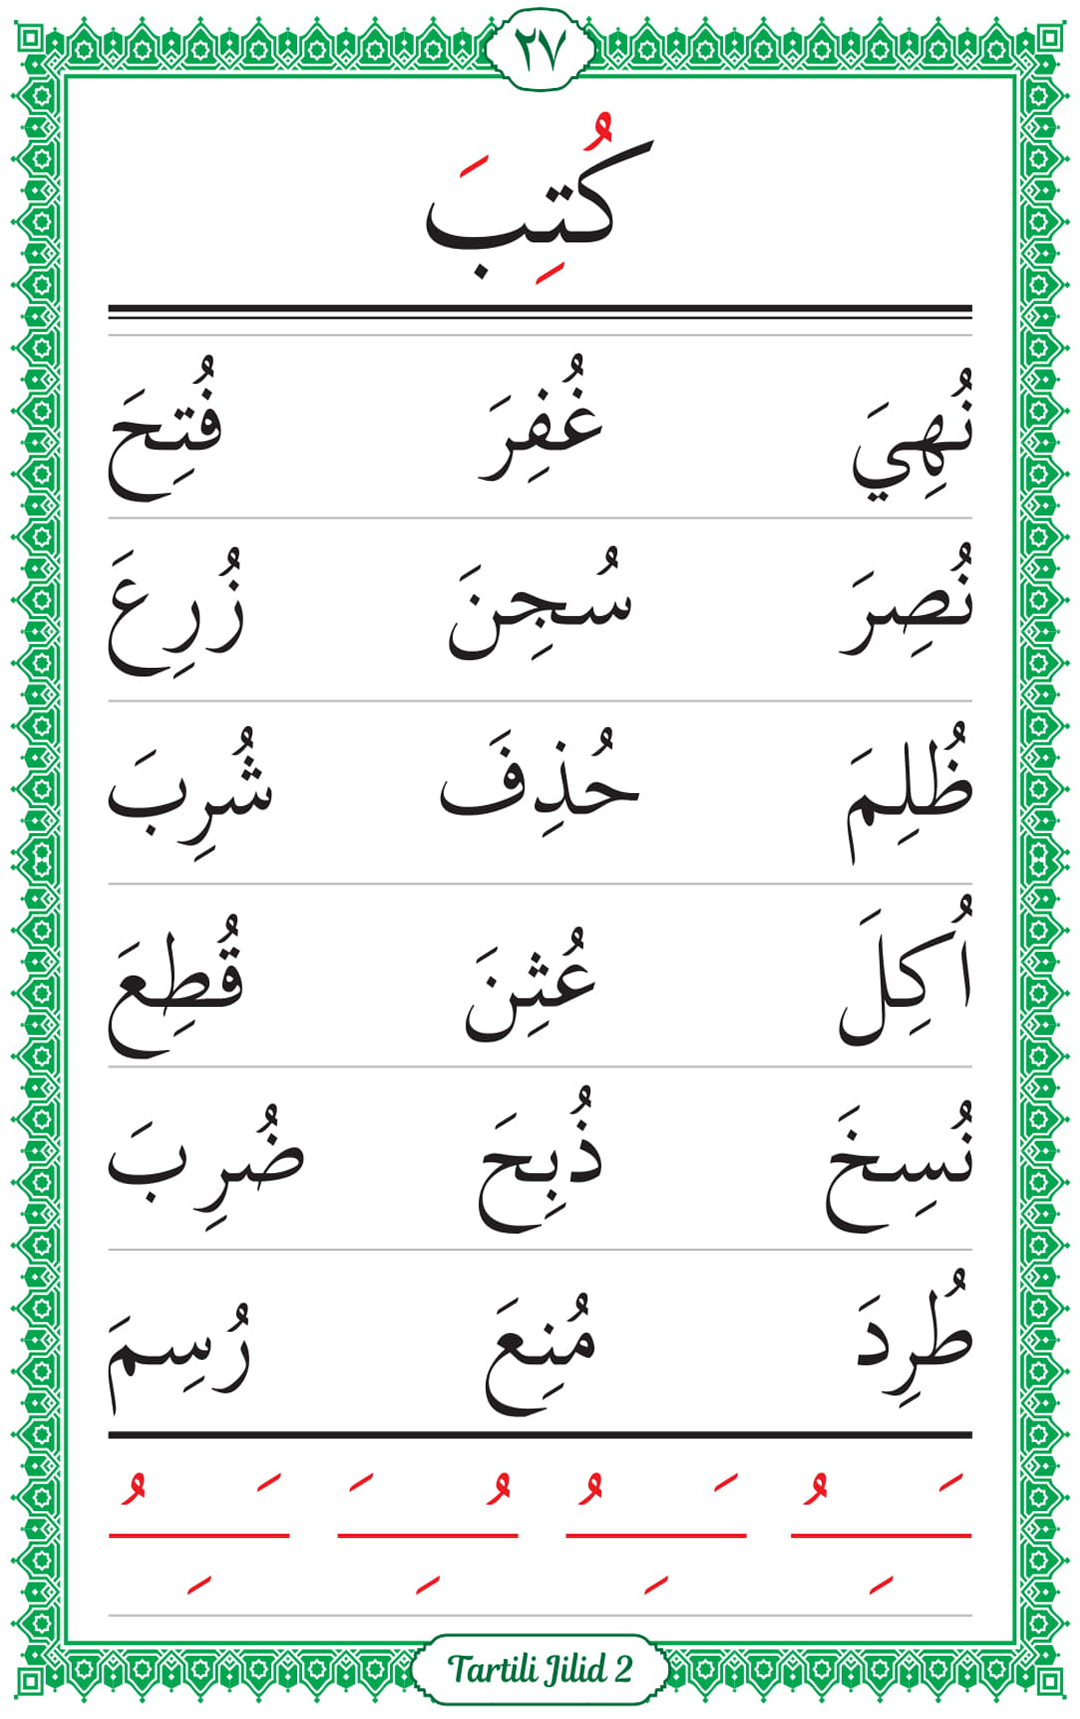 ٢٧
كُتِبَ
نُهِيَ غُفِرَ فُتِحَ
نُصِرَ سُجِنَ زُرِعَ
ظُلِمَ حُذِفَ شُرِبَ
اُكِلَ عُثِنَ قُطِعَ
نُسِخَ ذُبِحَ ضُرِبَ
طُرِدَ مُنِعَ رُسِمَ
Tartili Jilid 2